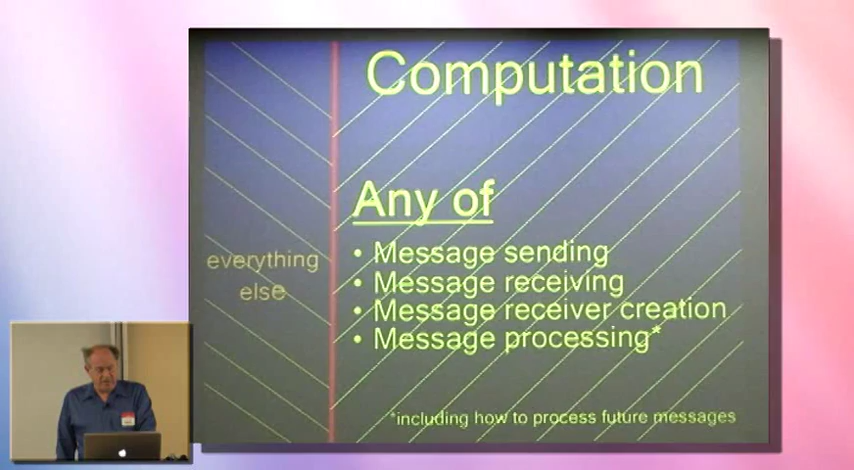 Computation
Any of
everything
else
• Message sending
• Message receiving
• Message receiver creation
• Message processing*
*including how to process future messages